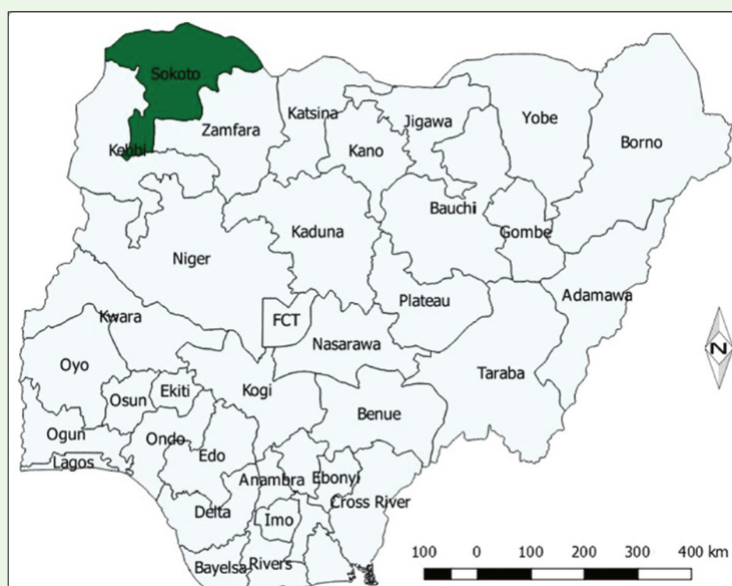 Sokoto
Katsina
Jigawa
Yobe
Zamfara
Kano
Borno
Kebbi
Bauchi
Gombe
Kaduna
Niger
Adamawa
Plateau
Kwara
FCT
Nasarawa
Oyo
Taraba
Osun
Ekiti
Kogi
Benue
Ogun
Ondo
Edo
Lagos
Anambra
Ebonyi
Cross River
Delta
Imo
Bayelsa
Rivers
N
100 0 100 200 300 400 km